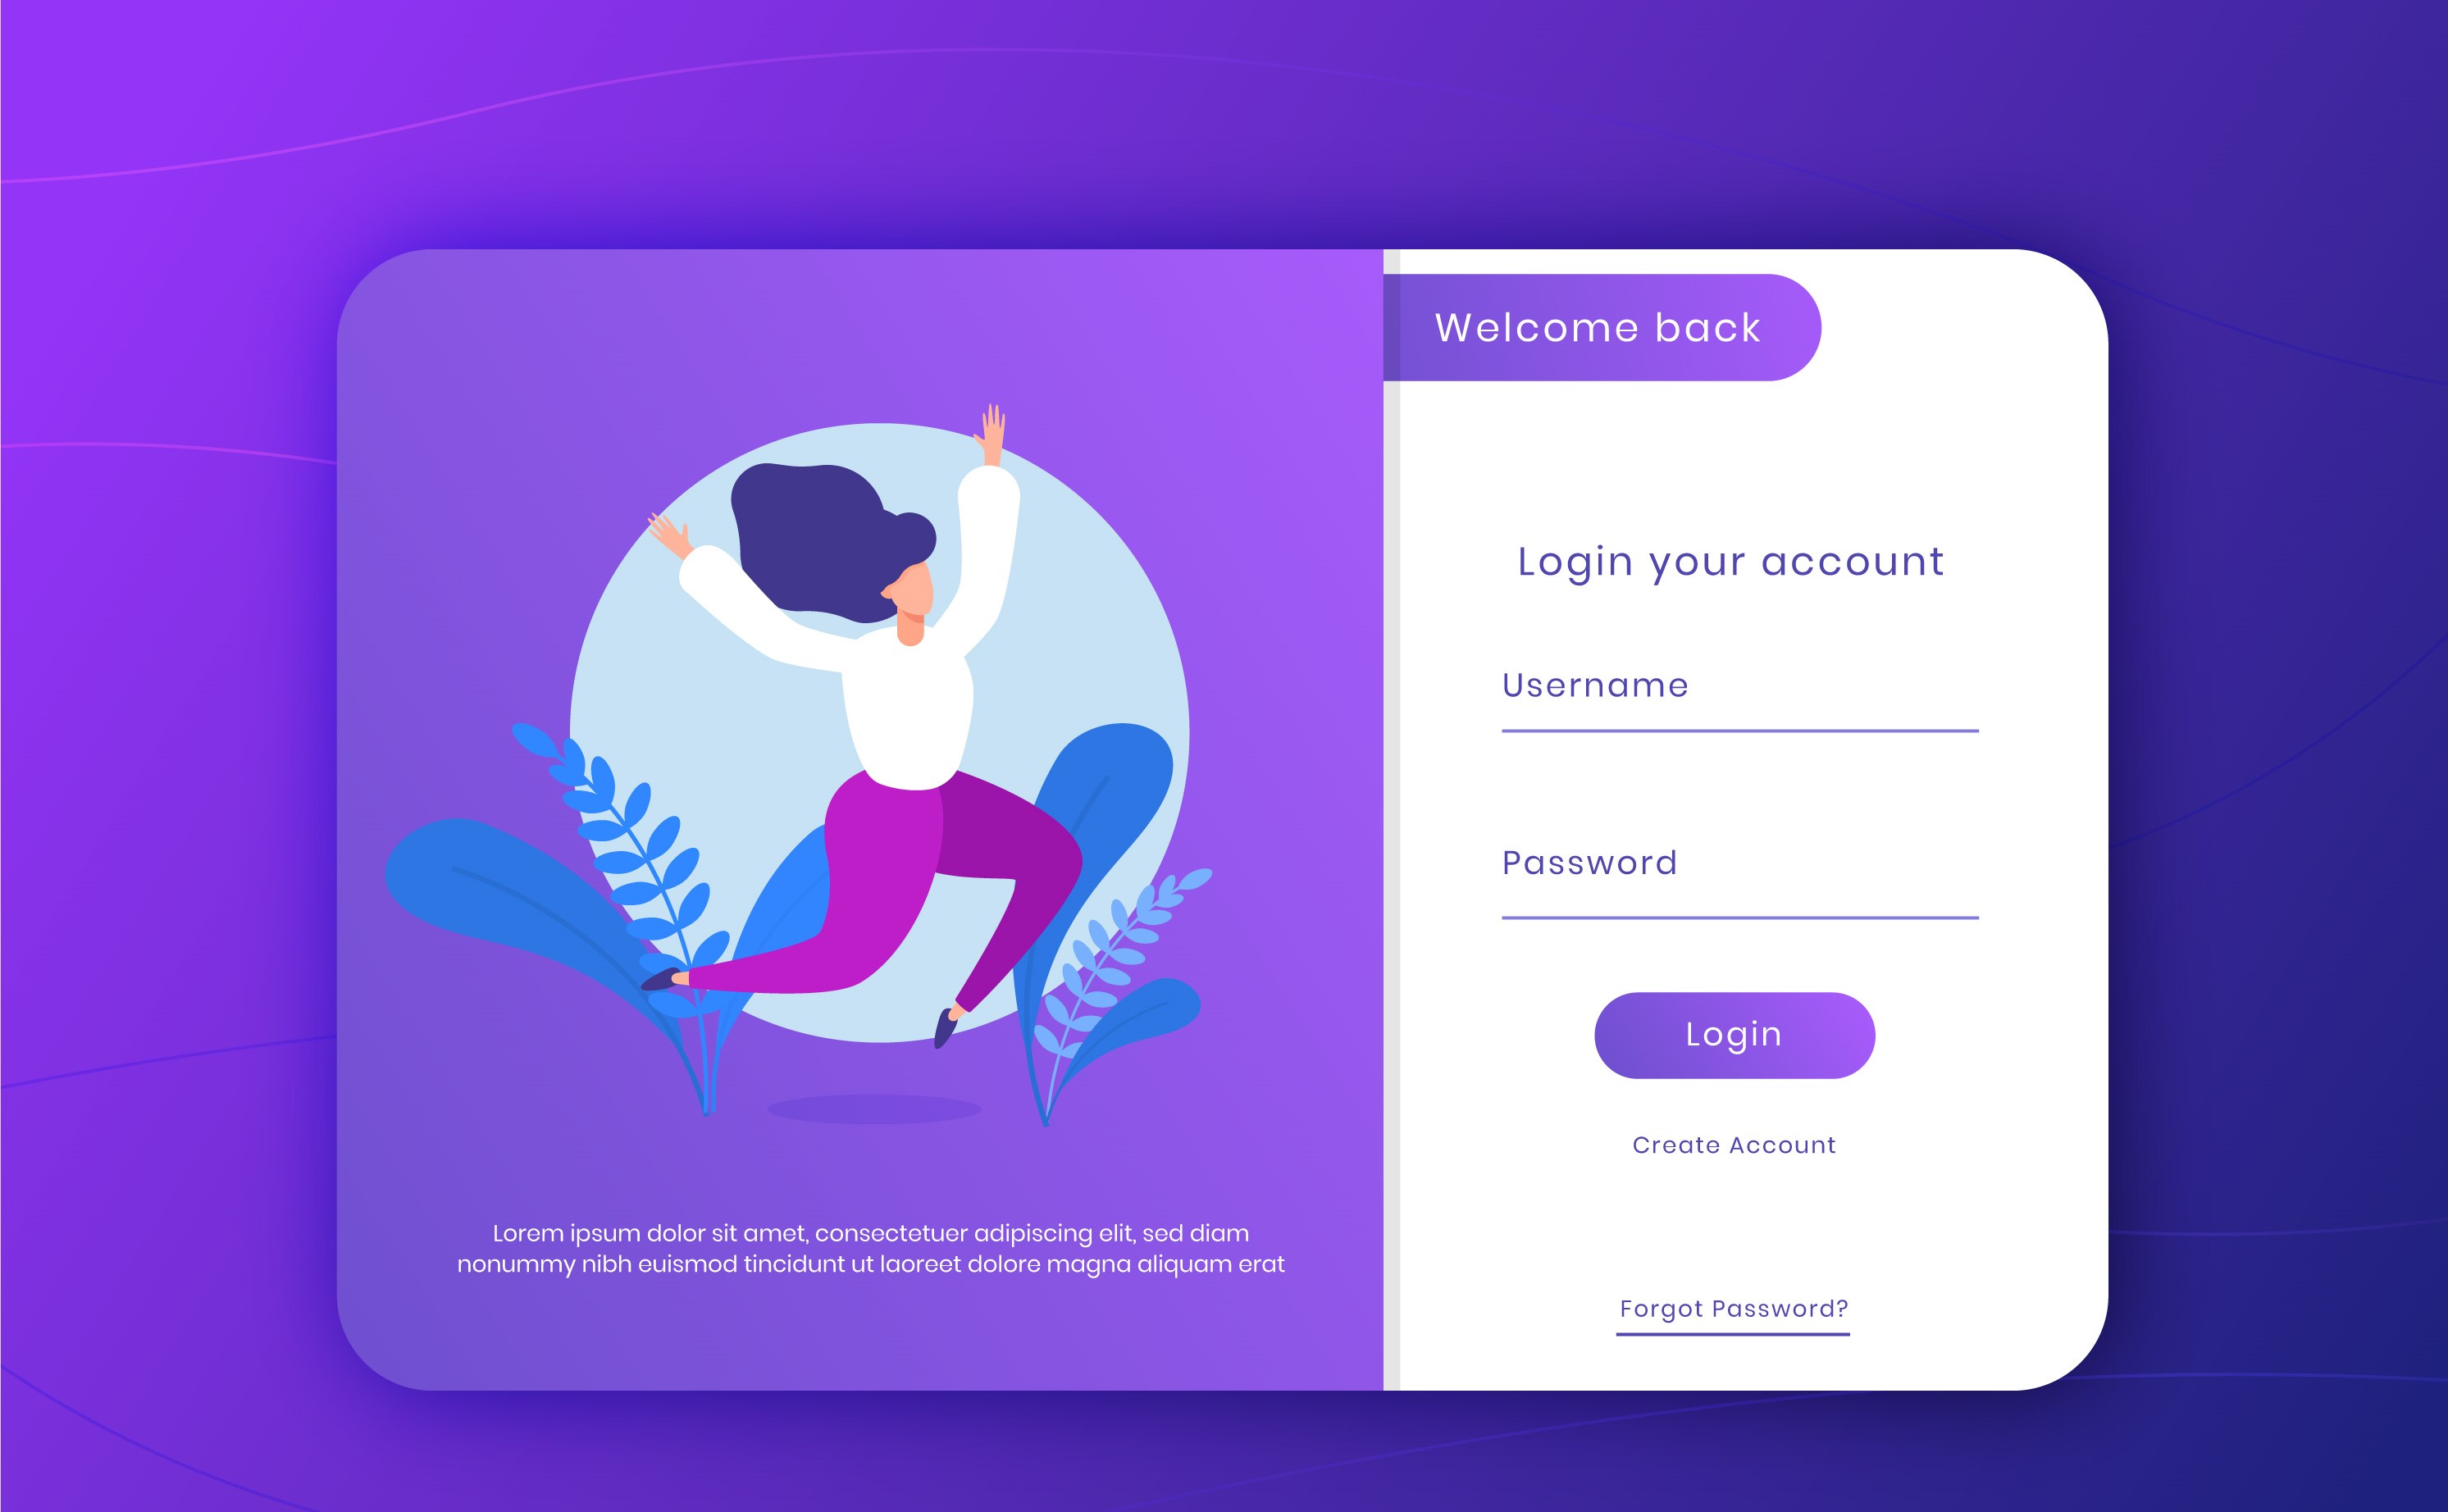 Welcome back
Login your account
Username
Password
Login
Create Account
Forgot Password?
Lorem ipsum dolor sit amet, consectetuer adipiscing elit, sed diam
nonummy nibh euismod tincidunt ut laoreet dolore magna aliquam erat